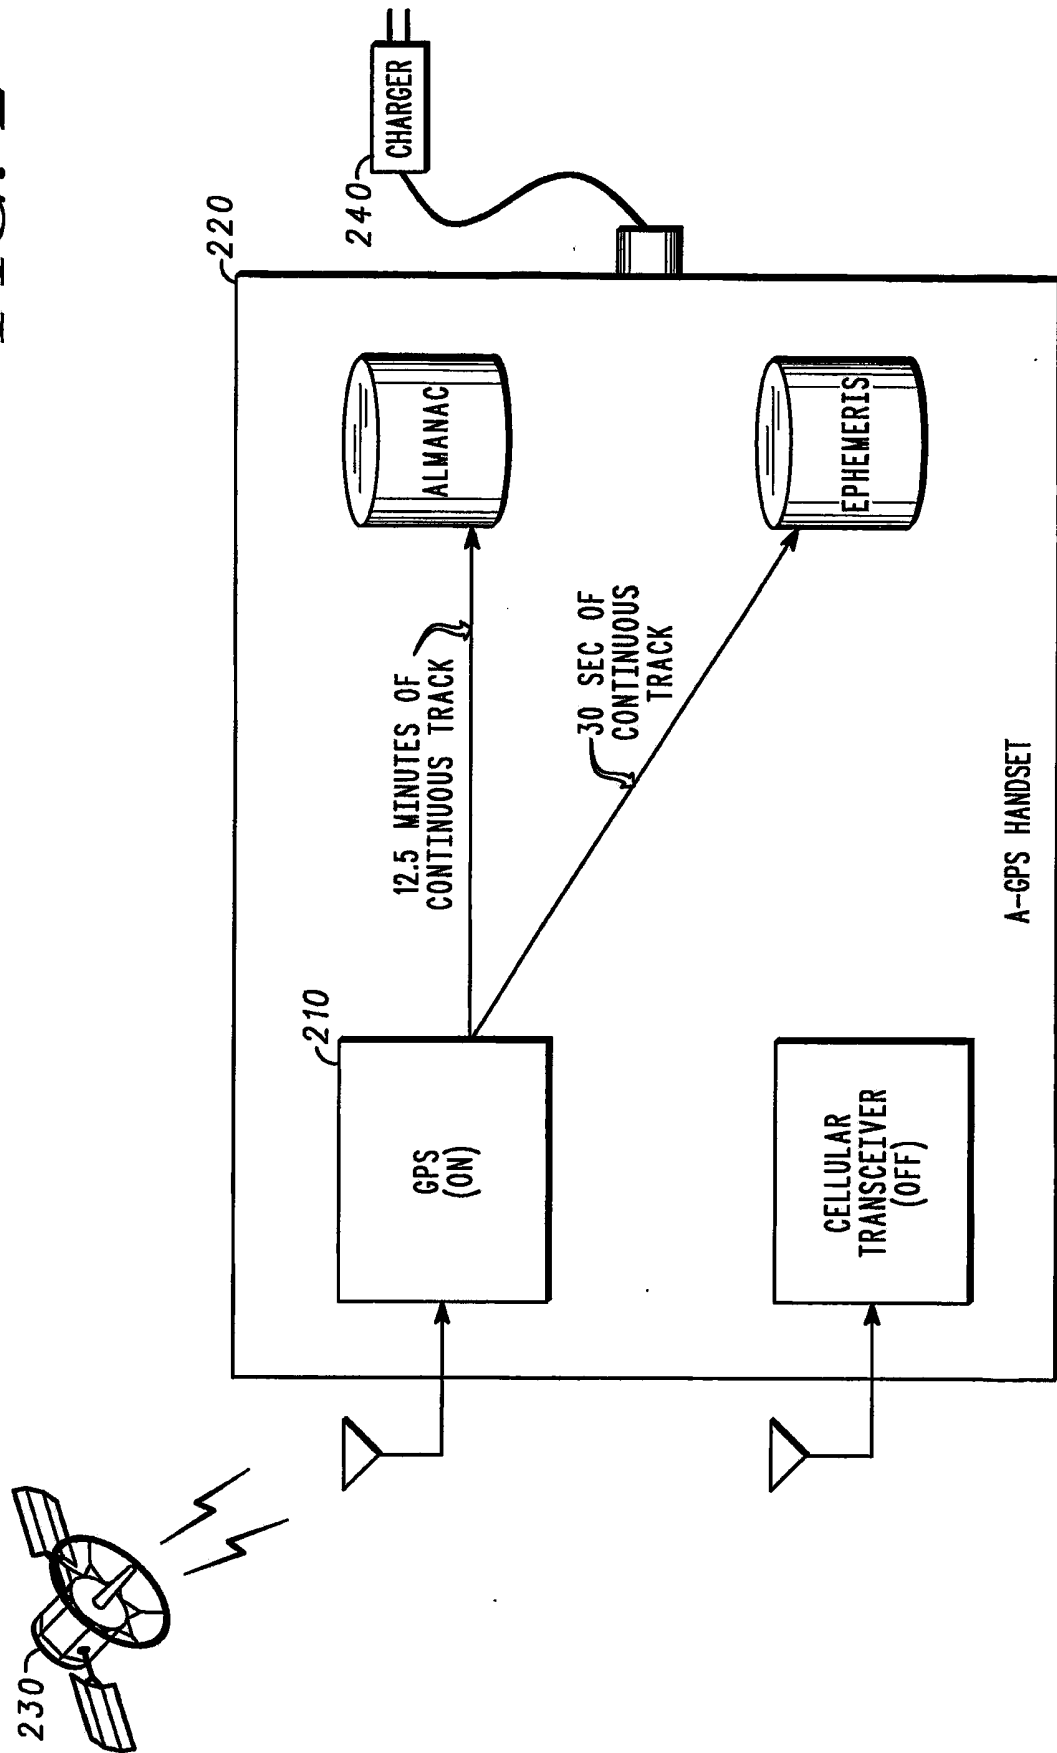 220
240
CHARGER
ALMANAC
12.5 MINUTES OF
CONTINUOUS TRACK
210
GPS
(ON)
30 SEC OF
CONTINUOUS
TRACK
EPHEMERIS
CELLULAR
TRANSCEIVER
(OFF)
A-GPS HANDSET
230